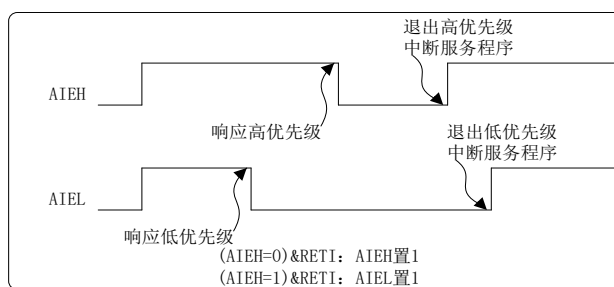 退出高优先级
中断服务程序
AIEH
响应高优先级
退出低优先级
中断服务程序
AIEL
响应低优先级
(AIEH=0)&RETI：AIEH置1
(AIEH=1)&RETI：AIEL置1